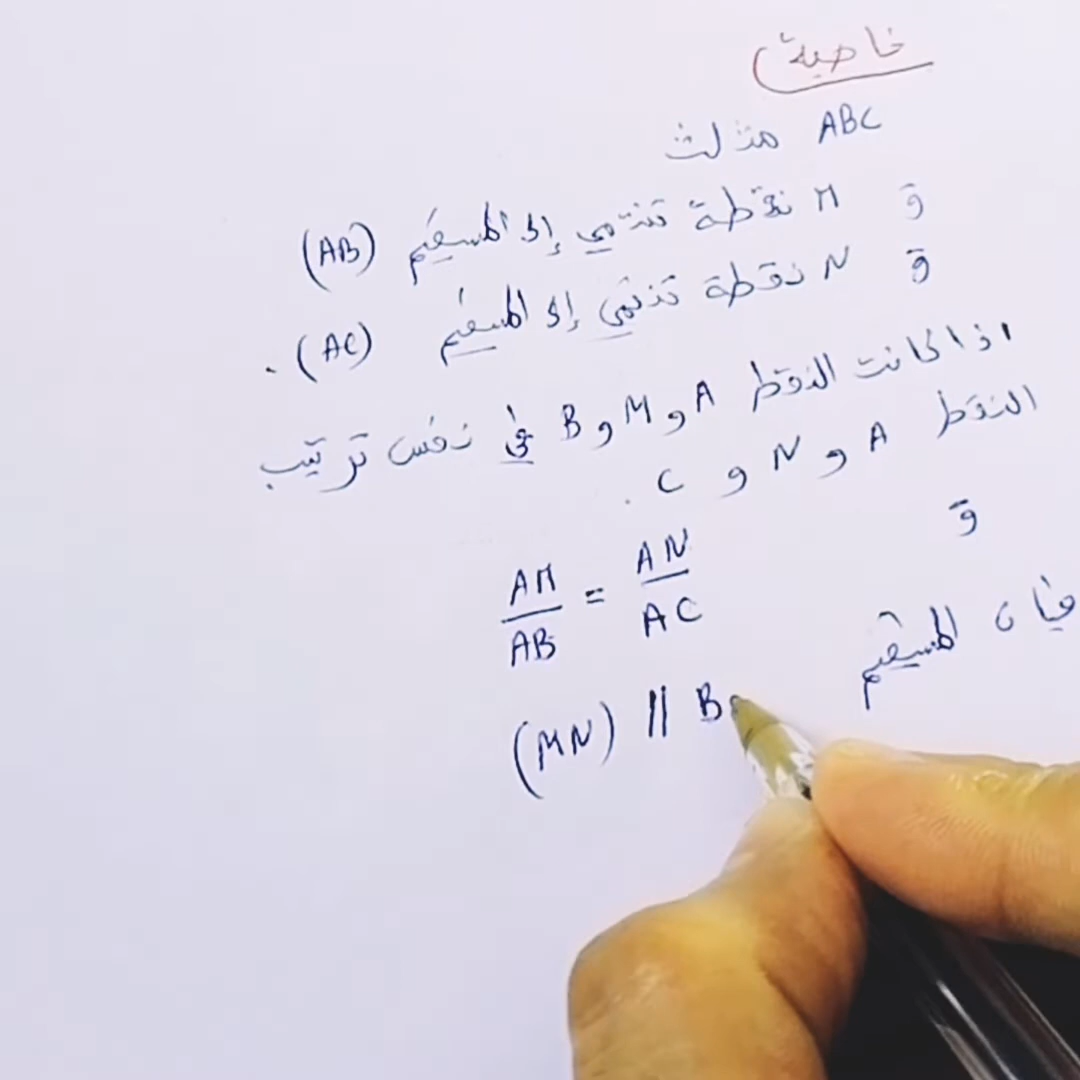 خاصية
ABC مثلث
و M نقطة تنتمي إلى المستقيم (AB)
و N نقطة تنتمي إلى المستقيم (AC).
اذا كانت النقط A و M و B في نفس ترتيب
النقط A و N و C.
و
AM/AB = AN/AC
فإن المستقيم
(MN) // B